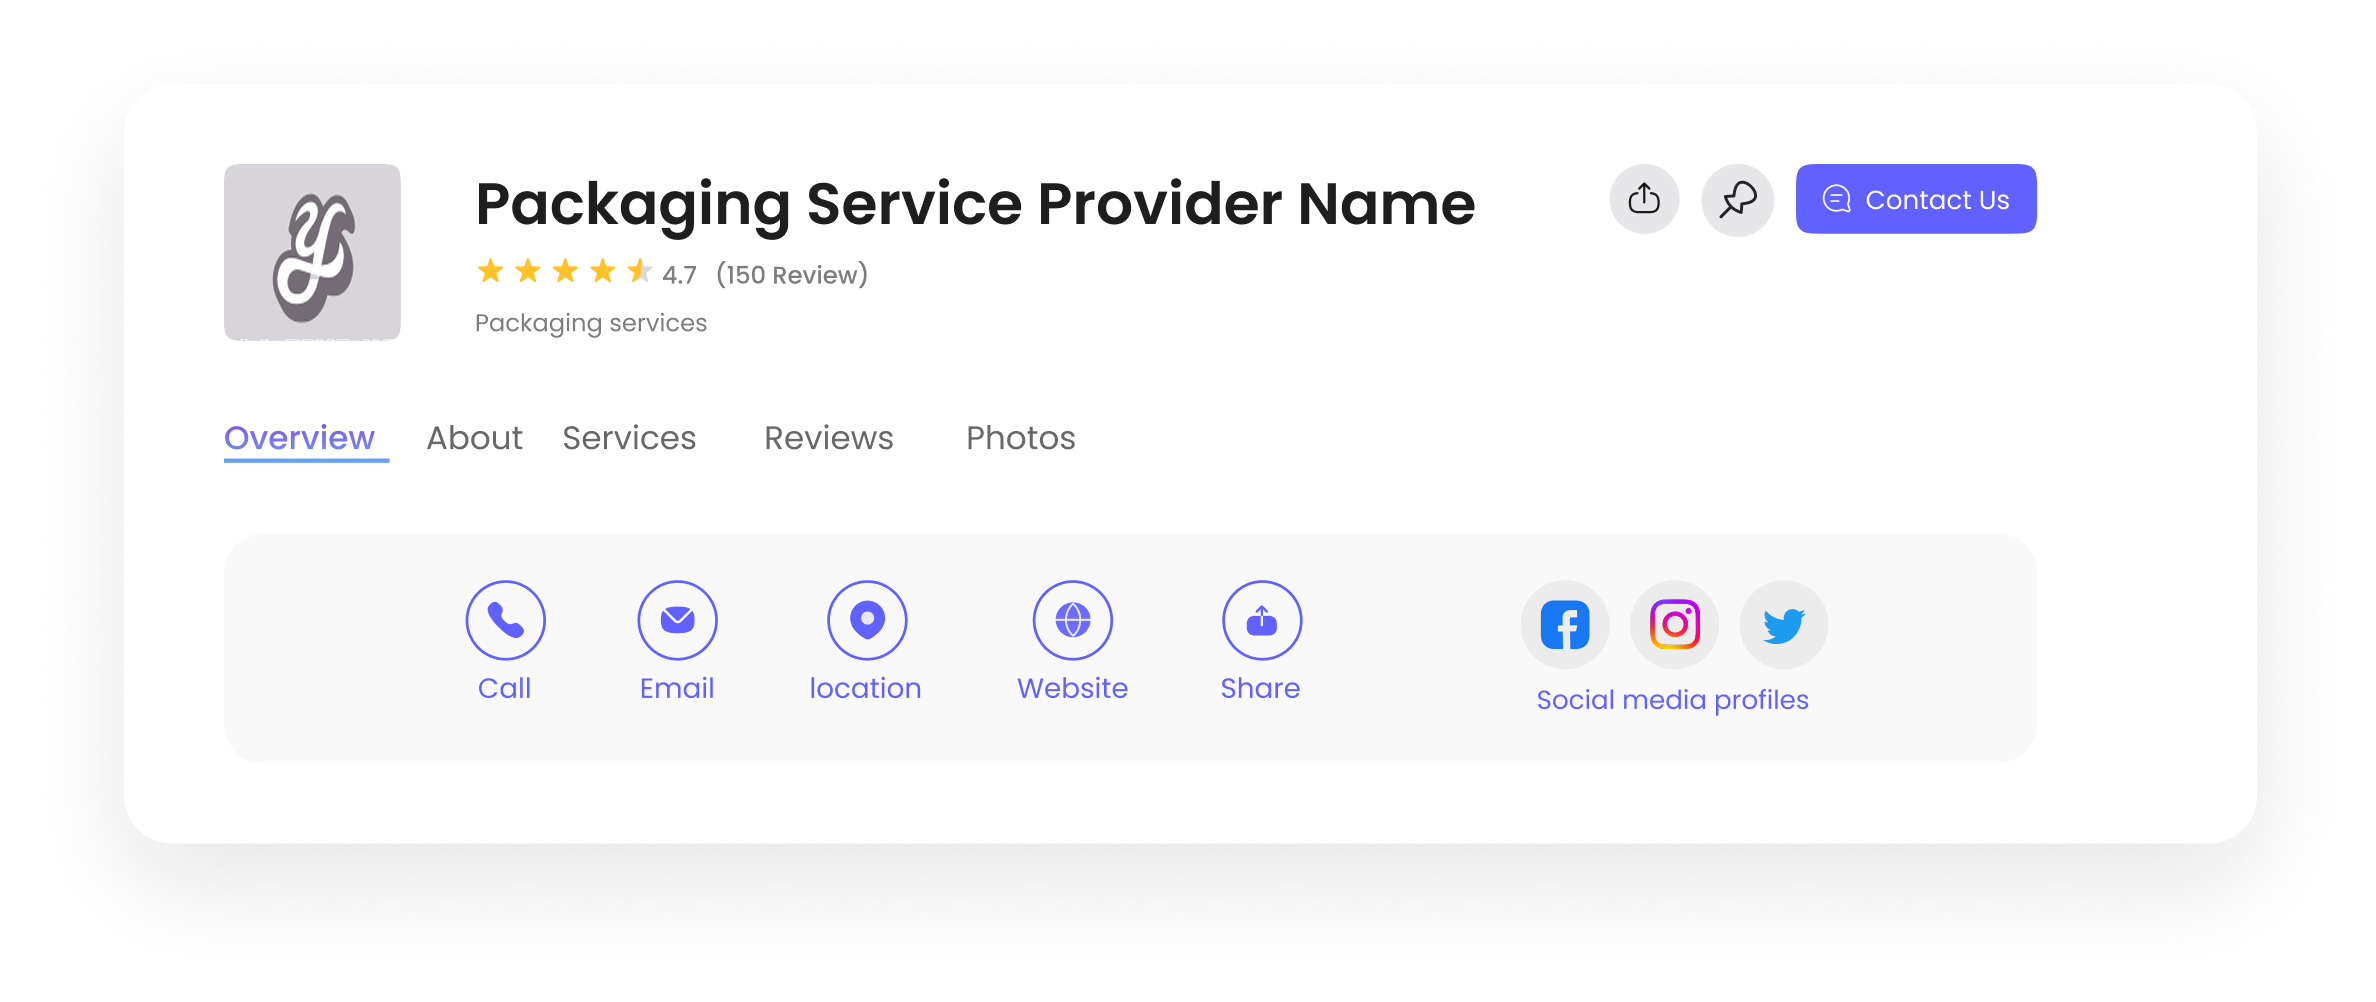 Packaging Service Provider Name
Contact Us
4.7 (150 Review)
Packaging services
Overview About Services Reviews Photos
Call Email location Website Share
Social media profiles